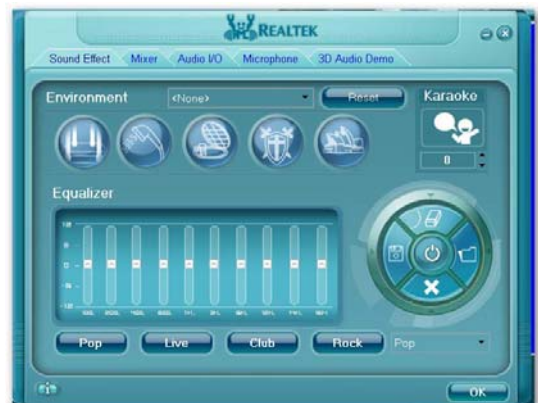 REALTEK
Sound Effect Mixer Audio I/O Microphone 3D Audio Demo
Environment <None> Reset Karaoke
0
Equalizer
Pop Live Club Rock Pop
OK